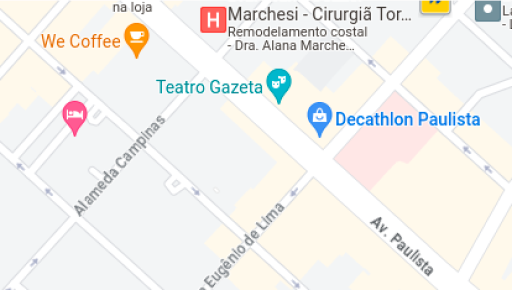 na loja
Marchesi - Cirurgiã Tor...
Remodelamento costal
- Dra. Alana Marche...
We Coffee
Teatro Gazeta
Decathlon Paulista
Alameda Campinas
Eugênio de Lima
Av. Paulista